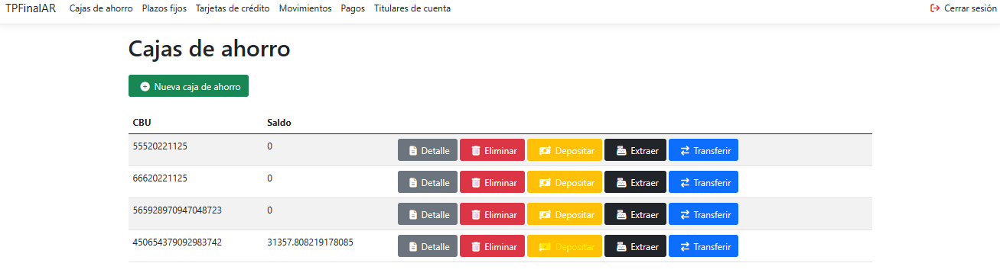 TPFinalAR Cajas de ahorro Plazos fijos Tarjetas de crédito Movimientos Pagos Titulares de cuenta Cerrar sesión
Cajas de ahorro
Nueva caja de ahorro
CBU Saldo
55520221125 0 Detalle Eliminar Depositar Extraer Transferir
66620221125 0 Detalle Eliminar Depositar Extraer Transferir
565928970947048723 0 Detalle Eliminar Depositar Extraer Transferir
450654379092983742 31357.808219178085 Detalle Eliminar Depositar Extraer Transferir